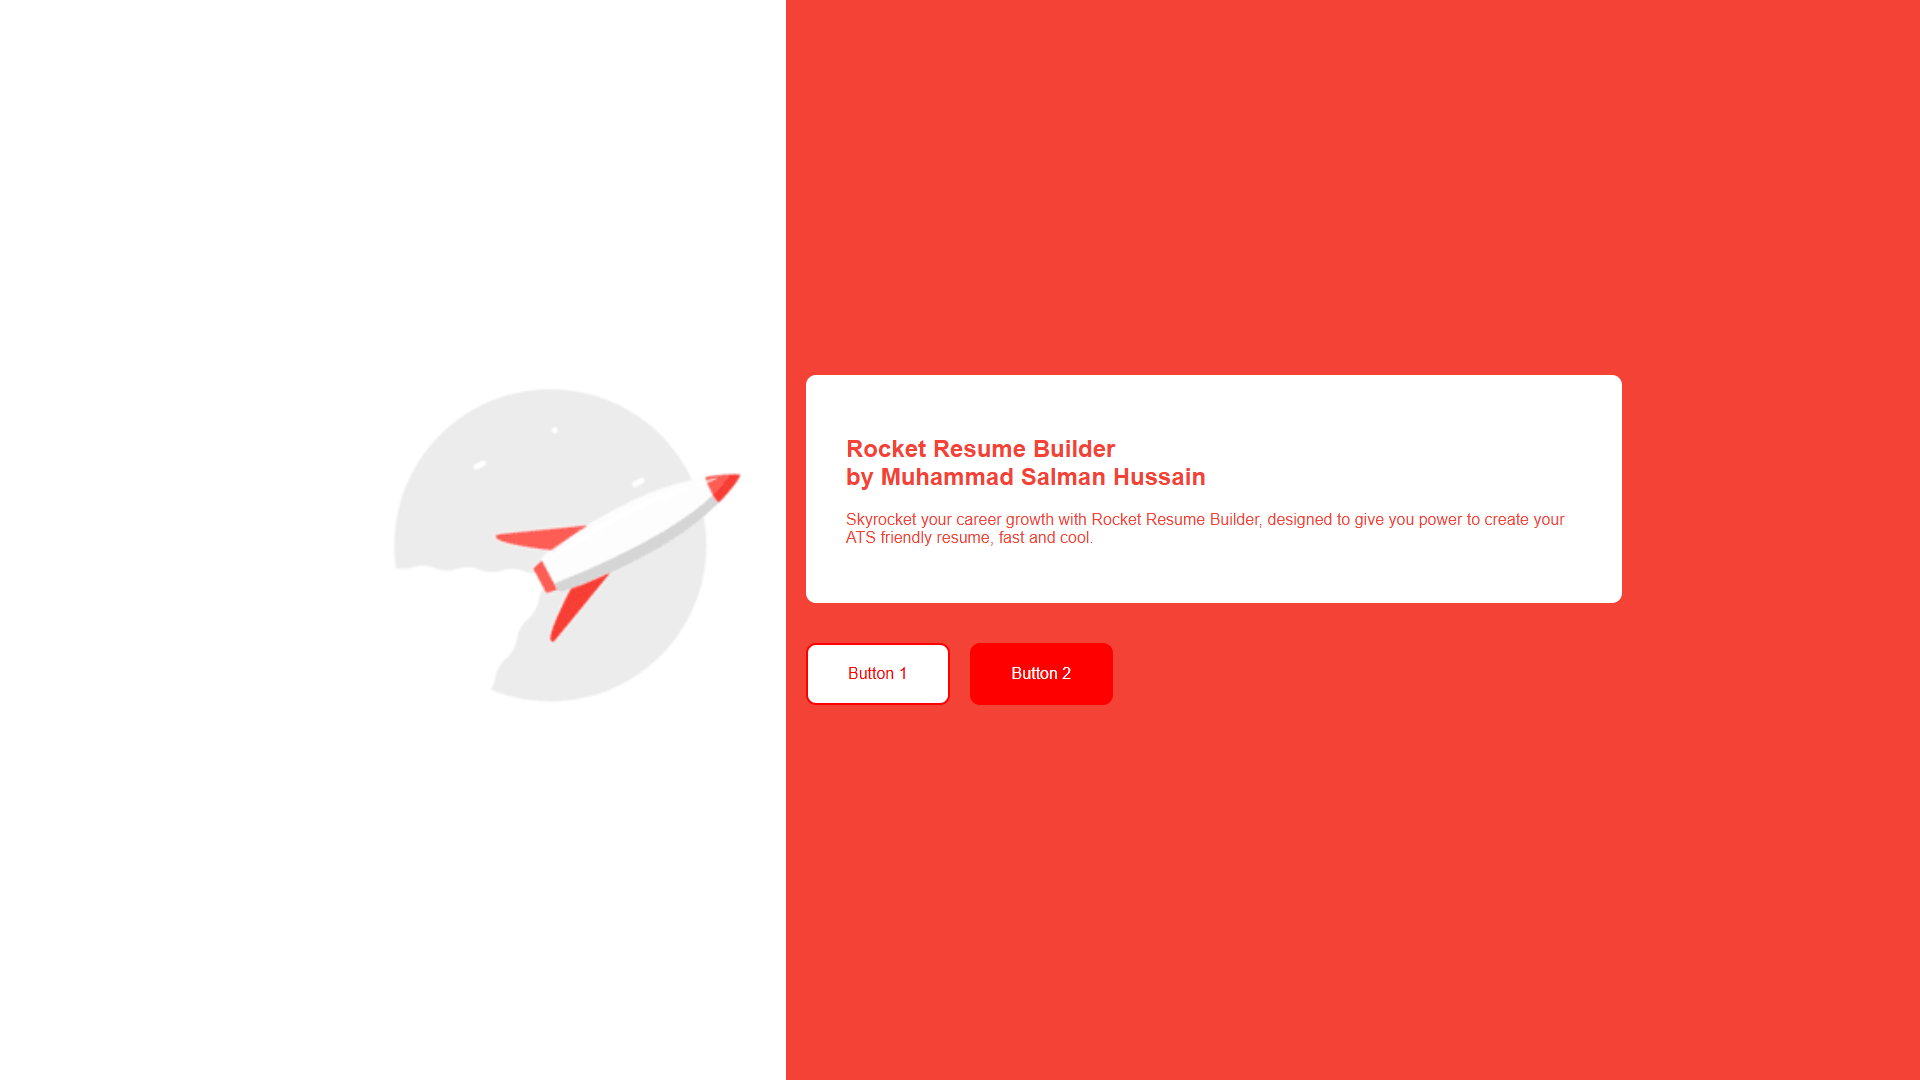 Rocket Resume Builder
by Muhammad Salman Hussain
Skyrocket your career growth with Rocket Resume Builder, designed to give you power to create your
ATS friendly resume, fast and cool.
Button 1
Button 2